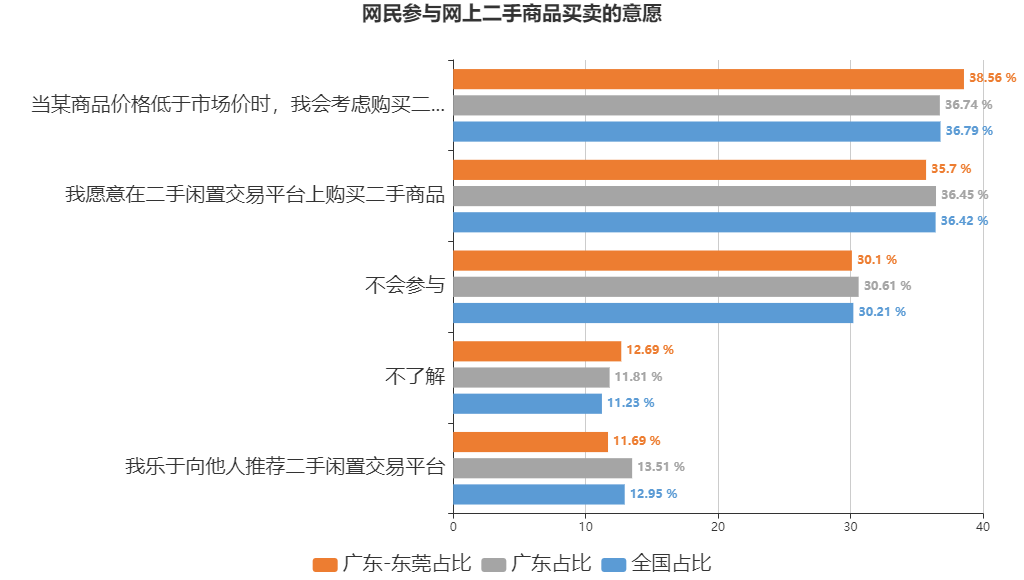 网民参与网上二手商品买卖的意愿
38.56 %
当某商品价格低于市场价时，我会考虑购买二...
36.74 %
36.79 %
35.7 %
我愿意在二手闲置交易平台上购买二手商品
36.45 %
36.42 %
30.1 %
不会参与
30.61 %
30.21 %
12.69 %
不了解
11.81 %
11.23 %
11.69 %
我乐于向他人推荐二手闲置交易平台
13.51 %
12.95 %
0 10 20 30 40
广东-东莞占比 广东占比 全国占比